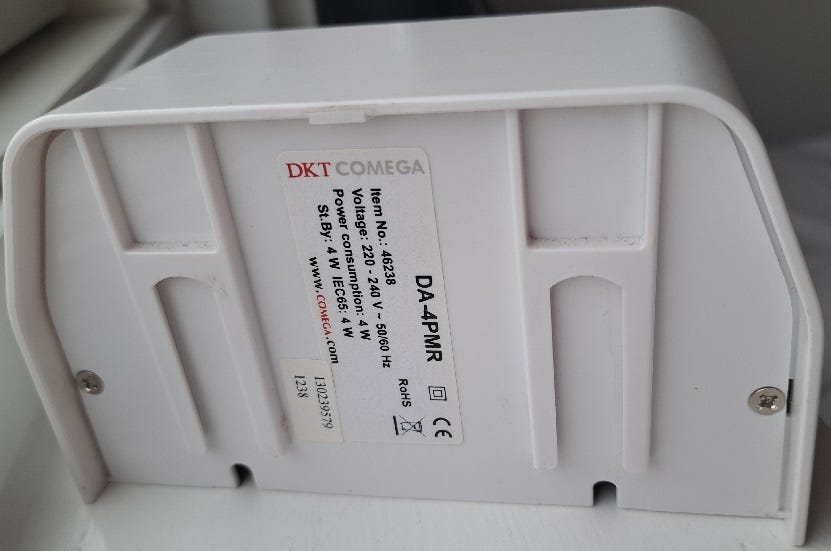 DKT COMEGA
DA-4PMR
Item No.: 46238
Voltage: 220 - 240 V ~ 50/60 Hz
Power consumption: 4 W
St.By: 4 W IEC65: 4 W
www.COMEGA.com
CE
RoHS
130239579
1238